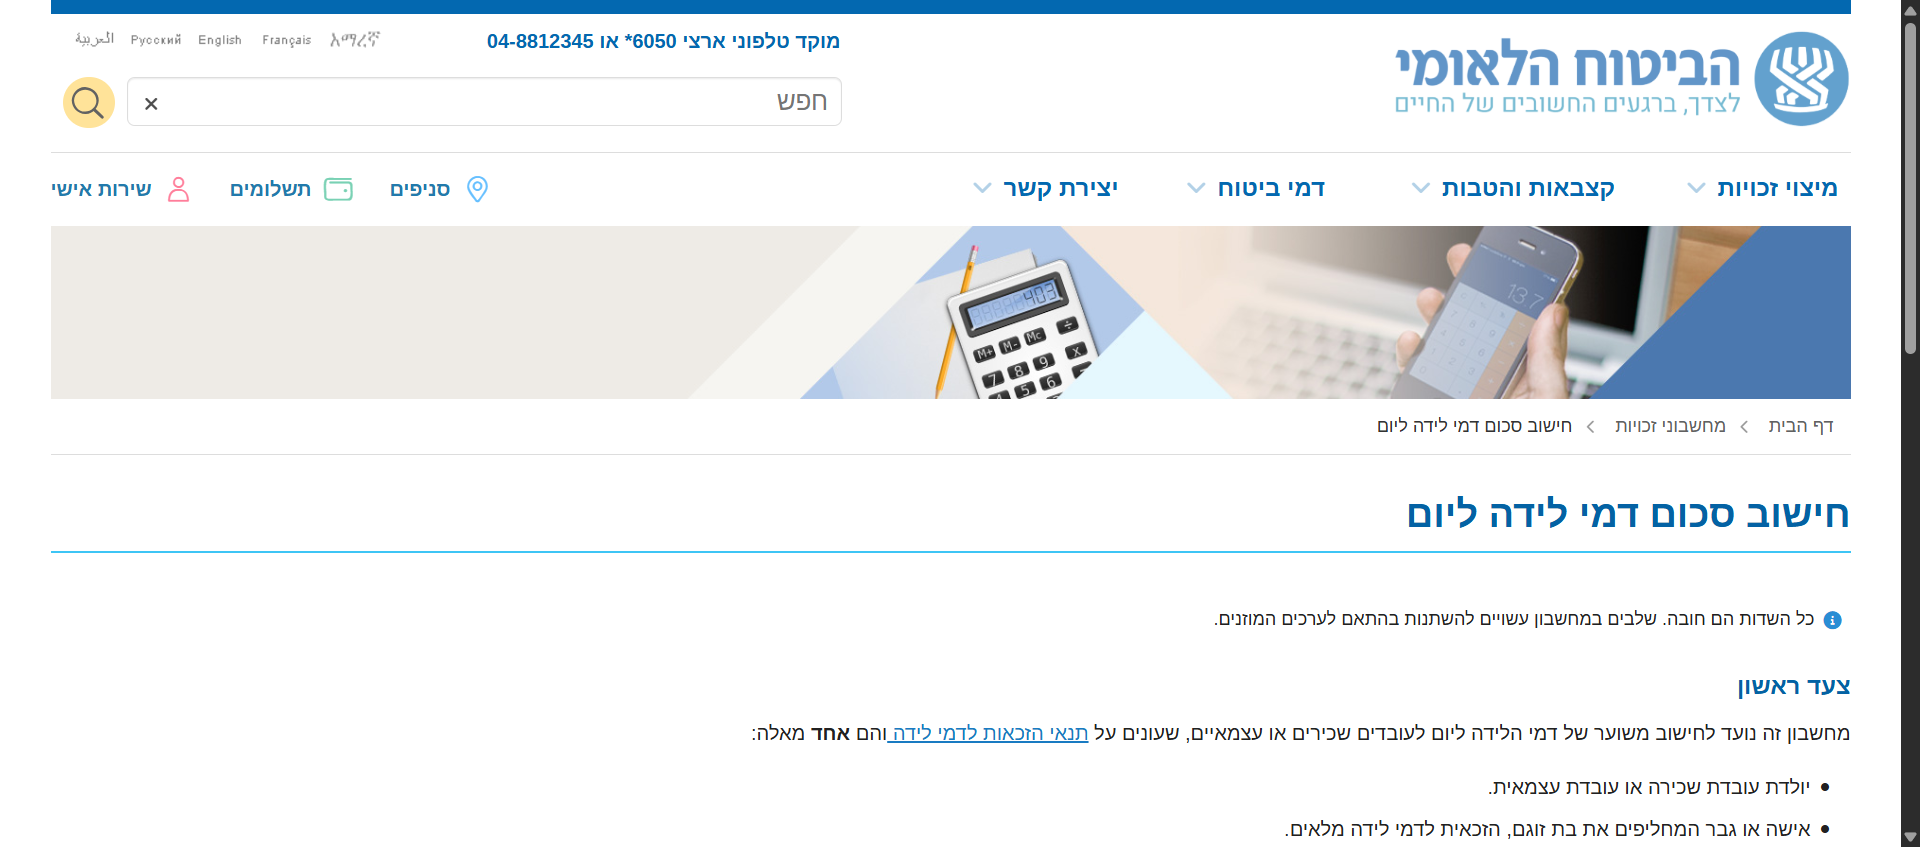 מוקד טלפוני ארצי 6050* או 04-8812345
አማረኛ Français English Русский العربية
הביטוח הלאומי
לצדך, ברגעים החשובים של החיים
חפש
מיצוי זכויות
קצבאות והטבות
דמי ביטוח
יצירת קשר
סניפים
תשלומים
שירות אישי
403
137
M+ M- Mc ÷
7 8 9 x
4 5 6
דף הבית
מחשבוני זכויות
חישוב סכום דמי לידה ליום
חישוב סכום דמי לידה ליום
כל השדות הם חובה. שלבים במחשבון עשויים להשתנות בהתאם לערכים המוזנים.
צעד ראשון
מחשבון זה נועד לחישוב משוער של דמי הלידה ליום לעובדים שכירים או עצמאיים, שעונים על תנאי הזכאות לדמי לידה והם אחד מאלה:
יולדת עובדת שכירה או עובדת עצמאית.
אישה או גבר המחליפים את בת זוגם, הזכאית לדמי לידה מלאים.